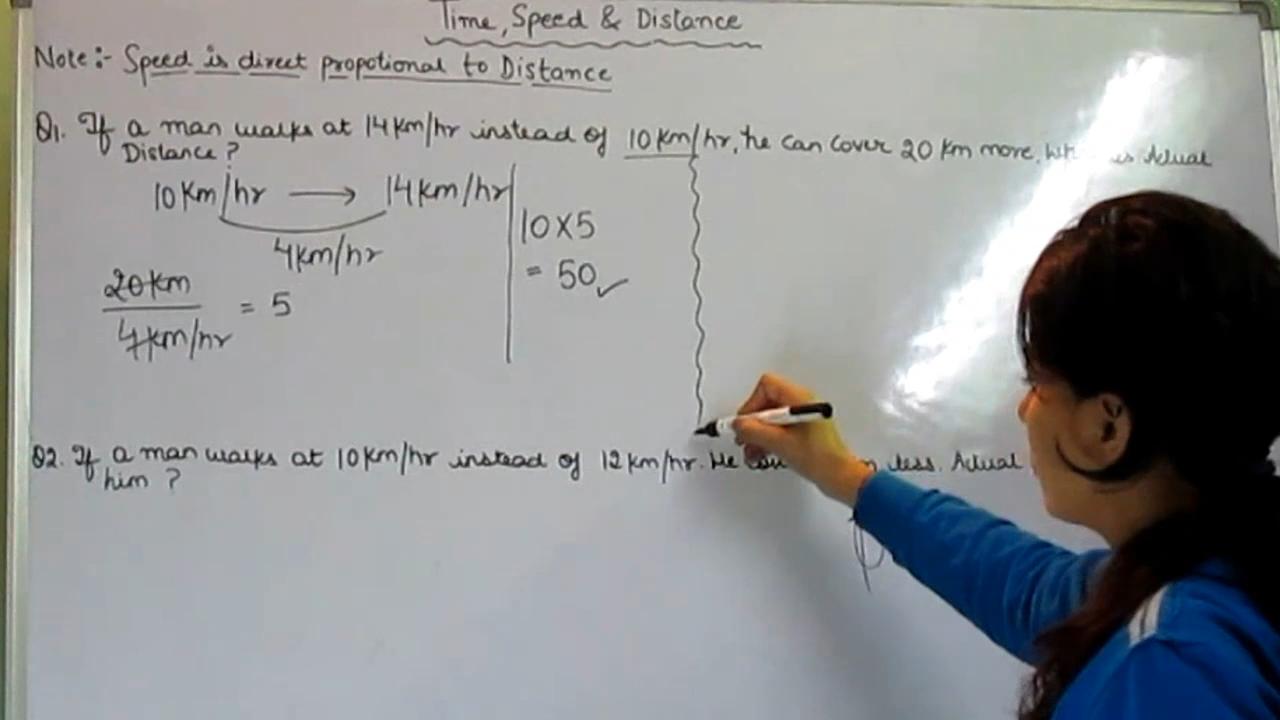 Time, Speed & Distance
Note:- Speed is direct propotional to Distance
Q1. If a man walks at 14 km/hr instead of 10 km/hr, he can cover 20 km more, Actual
Distance ?
10 Km/hr → 14 km/hr
4 km/hr
20 km
4 km/hr
= 5
10 x 5
= 50 ✓
Q2. If a man walks at 10 km/hr instead of 12 km/hr. He less. Actual
him ?